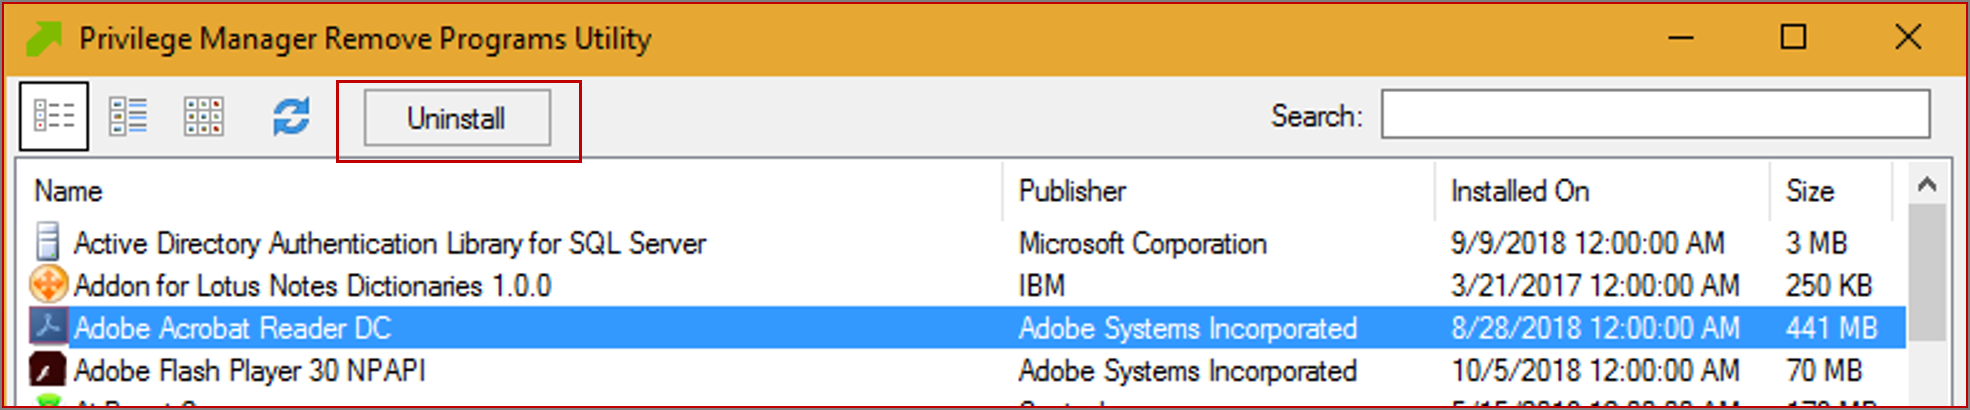 Privilege Manager Remove Programs Utility
Uninstall Search:
Name Publisher Installed On Size
Active Directory Authentication Library for SQL Server Microsoft Corporation 9/9/2018 12:00:00 AM 3 MB
Addon for Lotus Notes Dictionaries 1.0.0 IBM 3/21/2017 12:00:00 AM 250 KB
Adobe Acrobat Reader DC Adobe Systems Incorporated 8/28/2018 12:00:00 AM 441 MB
Adobe Flash Player 30 NPAPI Adobe Systems Incorporated 10/5/2018 12:00:00 AM 70 MB